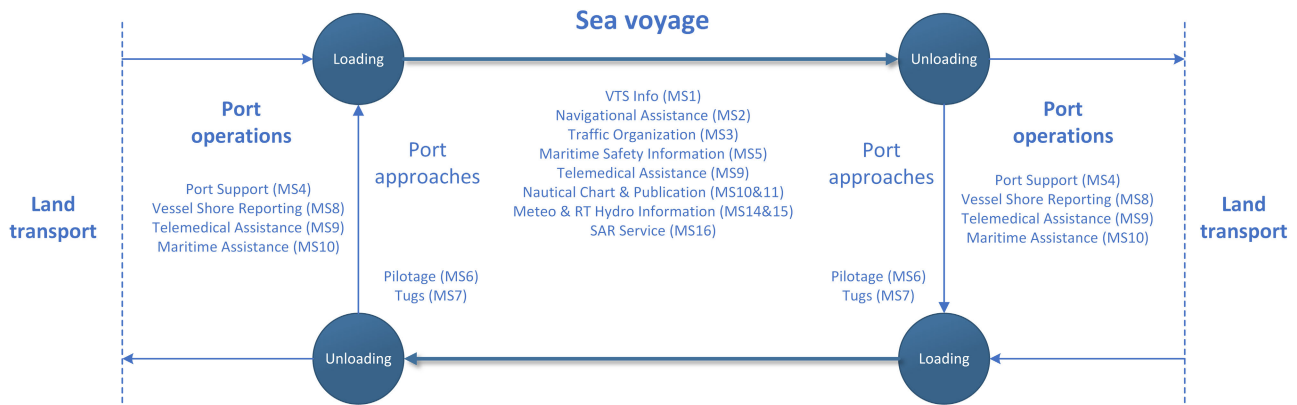 Sea voyage
Loading
Unloading
Port
operations
Port Support (MS4)
Vessel Shore Reporting (MS8)
Telemedical Assistance (MS9)
Maritime Assistance (MS10)
Land
transport
Port
approaches
Pilotage (MS6)
Tugs (MS7)
VTS Info (MS1)
Navigational Assistance (MS2)
Traffic Organization (MS3)
Maritime Safety Information (MS5)
Telemedical Assistance (MS9)
Nautical Chart & Publication (MS10&11)
Meteo & RT Hydro Information (MS14&15)
SAR Service (MS16)
Port
approaches
Pilotage (MS6)
Tugs (MS7)
Port
operations
Port Support (MS4)
Vessel Shore Reporting (MS8)
Telemedical Assistance (MS9)
Maritime Assistance (MS10)
Land
transport
Unloading
Loading